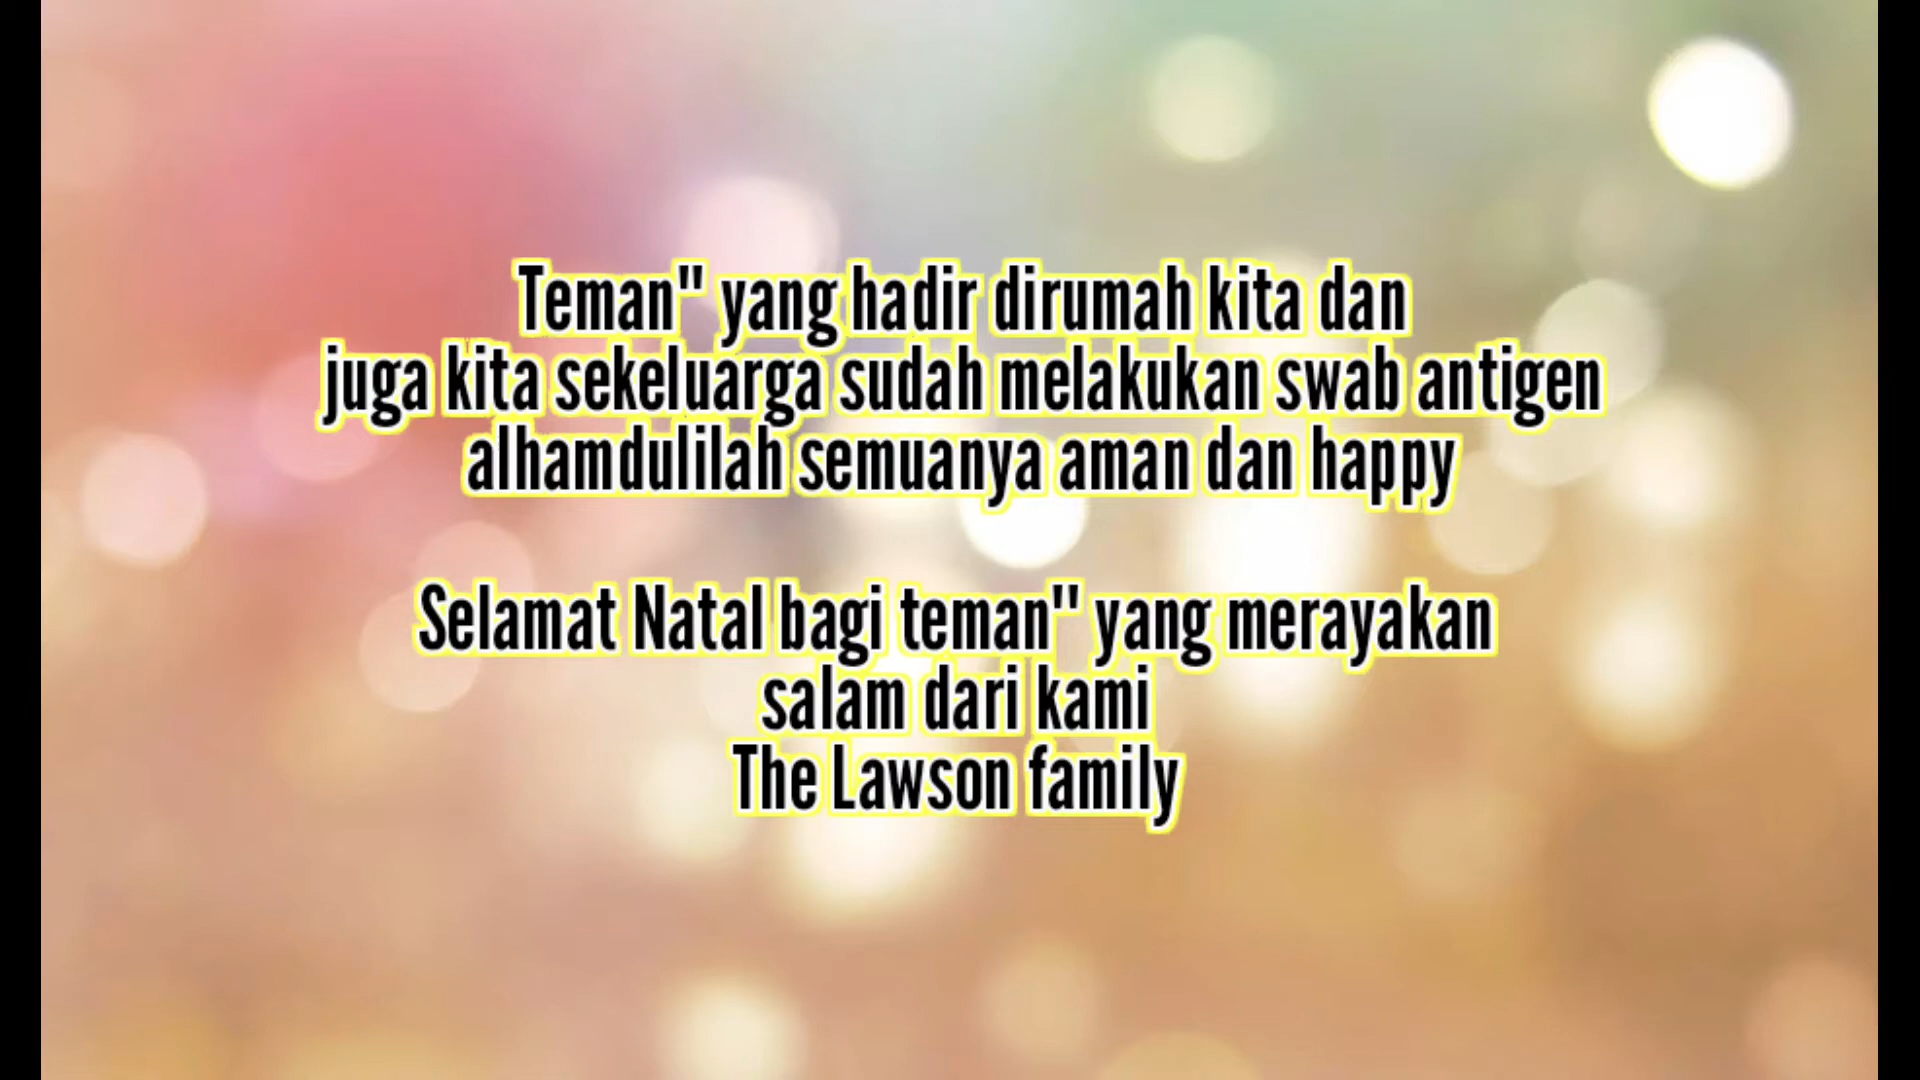 Teman" yang hadir dirumah kita dan
juga kita sekeluarga sudah melakukan swab antigen
alhamdulilah semuanya aman dan happy
Selamat Natal bagi teman" yang merayakan
salam dari kami
The Lawson family